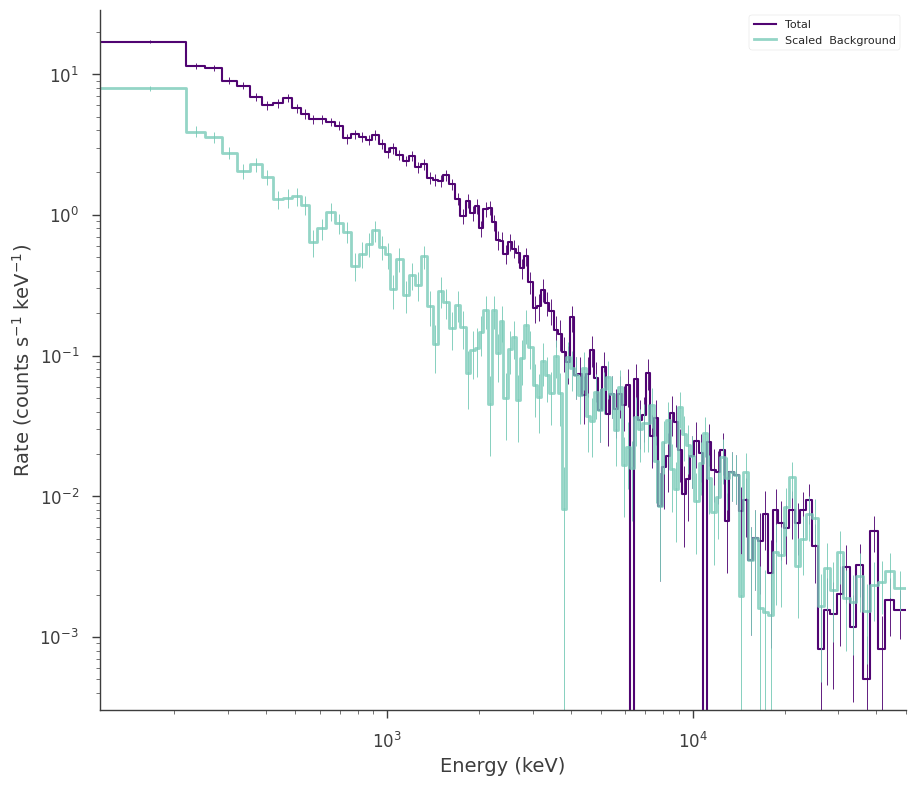 Total
Scaled  Background
Rate (counts s⁻¹ keV⁻¹)
10¹
10⁰
10⁻¹
10⁻²
10⁻³
10³
10⁴
Energy (keV)